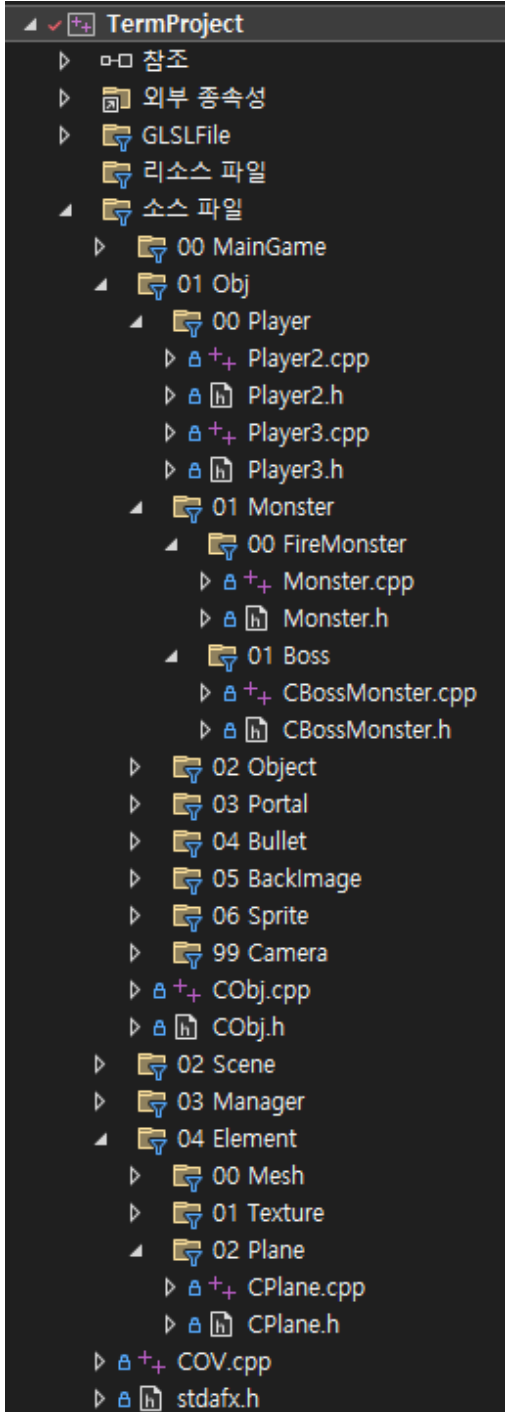 TermProject
참조
외부 종속성
GLSLFile
리소스 파일
소스 파일
00 MainGame
01 Obj
00 Player
Player2.cpp
Player2.h
Player3.cpp
Player3.h
01 Monster
00 FireMonster
Monster.cpp
Monster.h
01 Boss
CBossMonster.cpp
CBossMonster.h
02 Object
03 Portal
04 Bullet
05 BackImage
06 Sprite
99 Camera
CObj.cpp
CObj.h
02 Scene
03 Manager
04 Element
00 Mesh
01 Texture
02 Plane
CPlane.cpp
CPlane.h
COV.cpp
stdafx.h